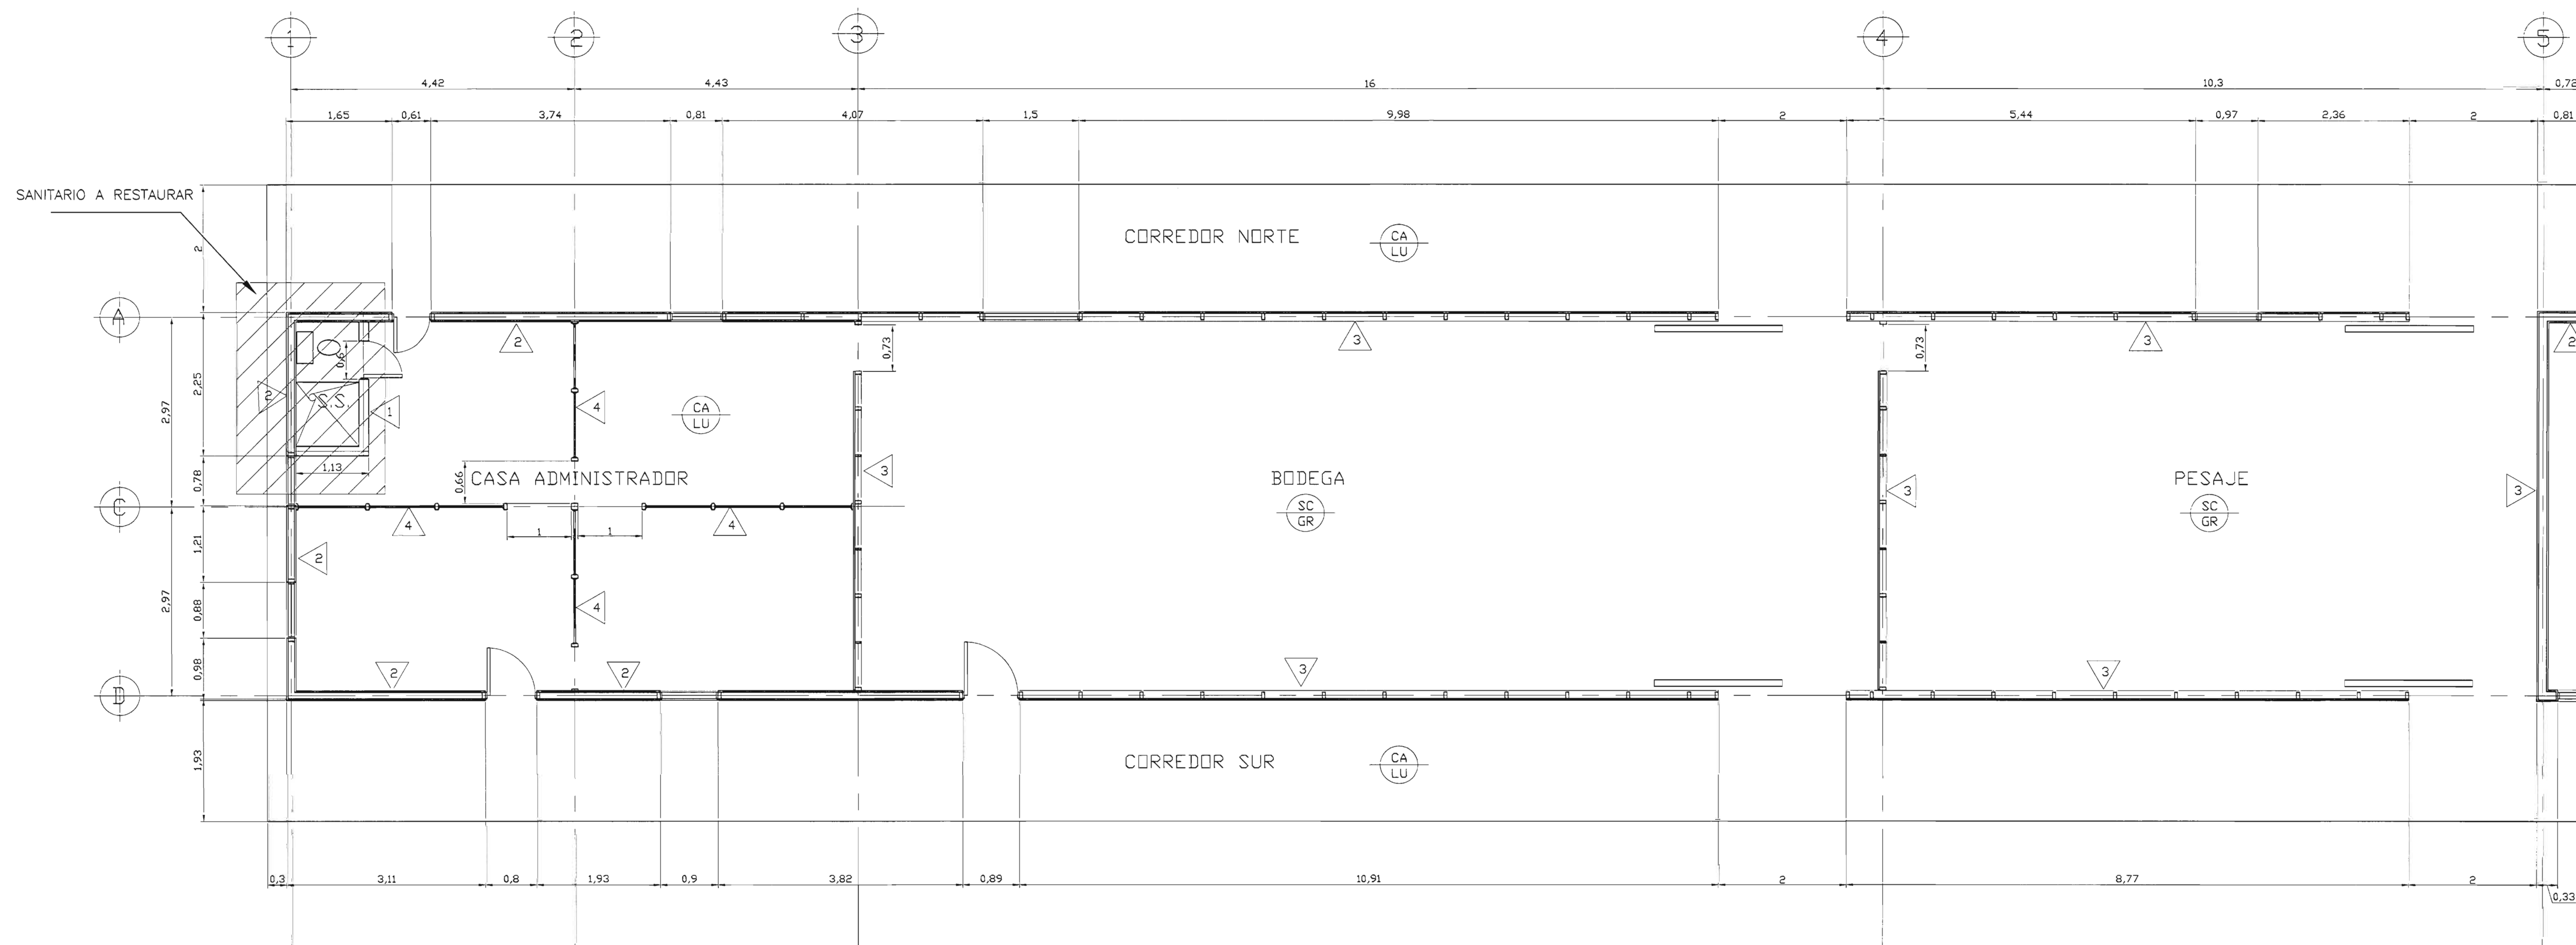 1 2 3 4 5
4,42 4,43 16 10,3 0,72
1,65 0,61 3,74 0,81 4,07 1,5 9,98 2 5,44 0,97 2,36 2 0,81
SANITARIO A RESTAURAR
2
CORREDOR NORTE
CA
LU
A
2 3 3 2
0,6 0,73 0,73
2,25
2,97
2 S.S. 1 4
CA
LU
1,13
0,78
0,66
CASA ADMINISTRADOR
3
BODEGA
SC
GR
3
PESAJE
SC
GR
3
C
4 4
1 1
1,21
2
2,97
0,88
4
0,98
2 2 3 3
D
1,93
CORREDOR SUR
CA
LU
0,3 3,11 0,8 1,93 0,9 3,82 0,89 10,91 2 8,77 2
0,33